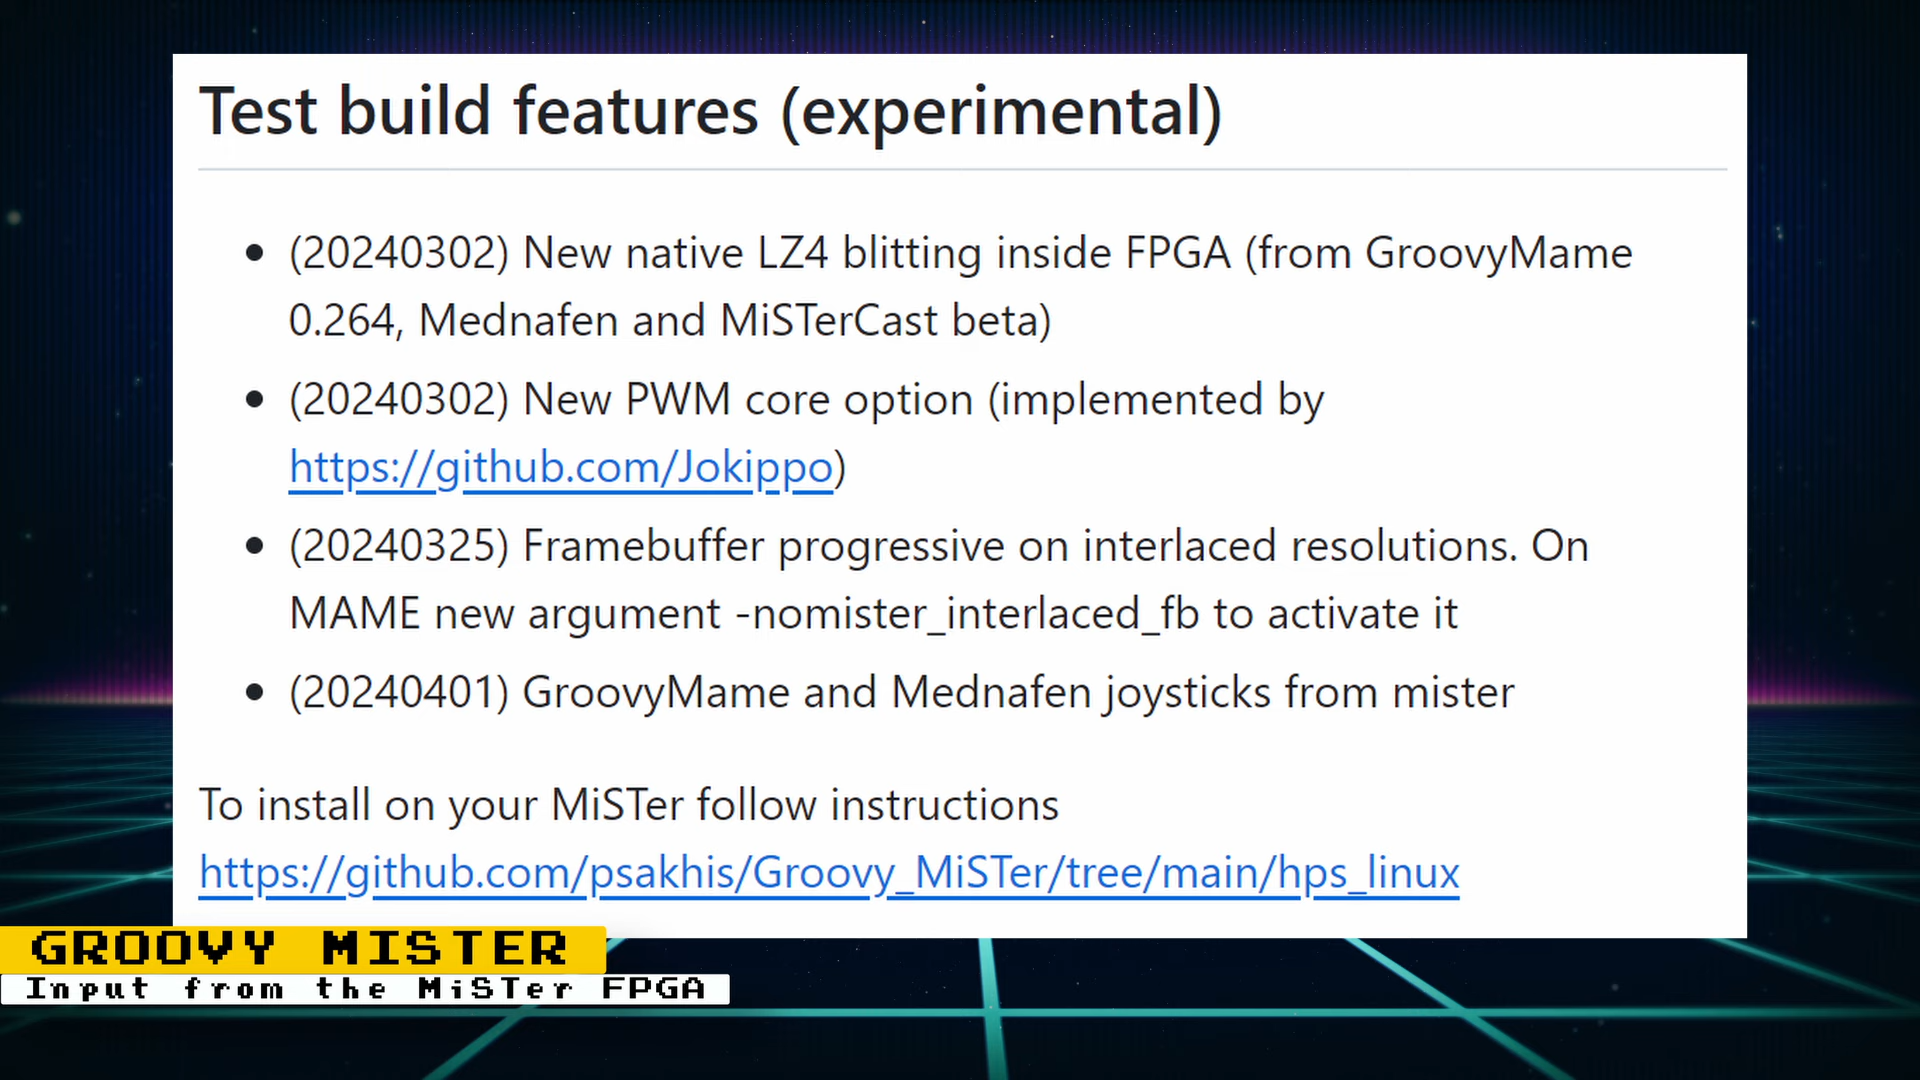 Test build features (experimental)
• (20240302) New native LZ4 blitting inside FPGA (from GroovyMame
0.264, Mednafen and MiSTerCast beta)
• (20240302) New PWM core option (implemented by
https://github.com/Jokippo)
• (20240325) Framebuffer progressive on interlaced resolutions. On
MAME new argument -nomister_interlaced_fb to activate it
• (20240401) GroovyMame and Mednafen joysticks from mister
To install on your MiSTer follow instructions
https://github.com/psakhis/Groovy_MiSTer/tree/main/hps_linux
GROOVY MISTER
Input from the MiSTer FPGA